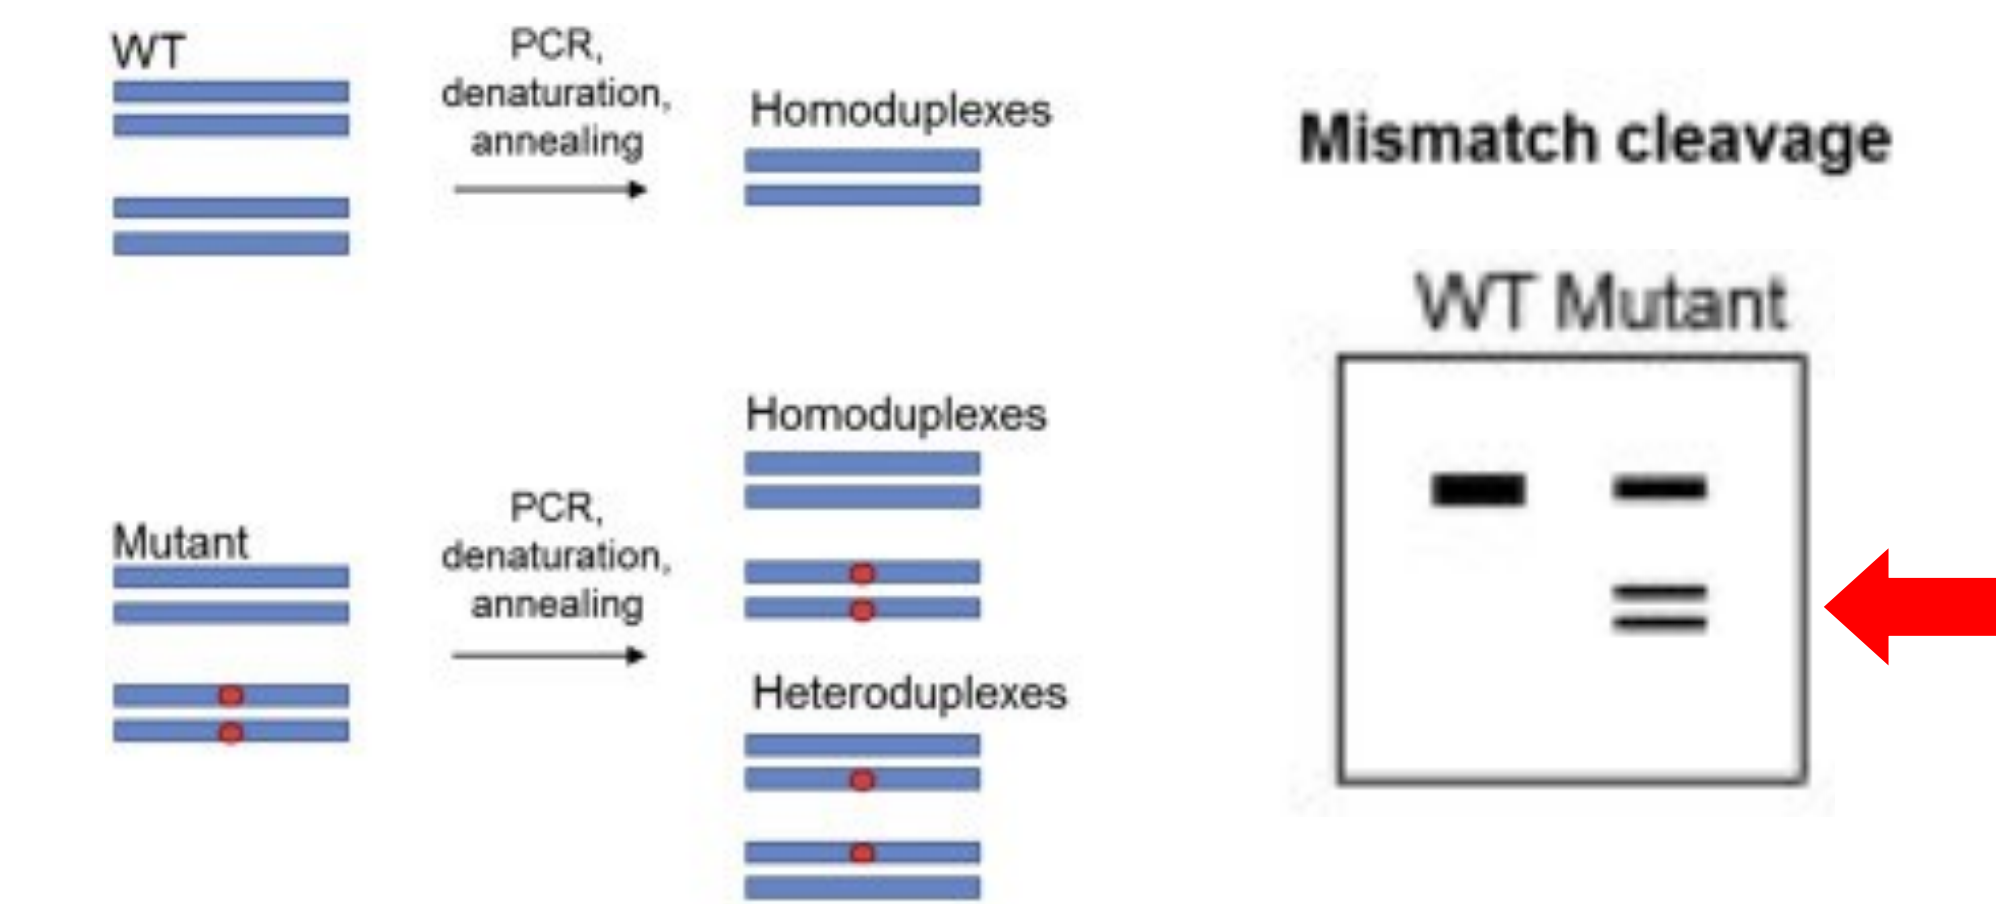 WT
PCR,
denaturation,
annealing
Homoduplexes
Mutant
PCR,
denaturation,
annealing
Homoduplexes
Heteroduplexes
Mismatch cleavage
WT Mutant